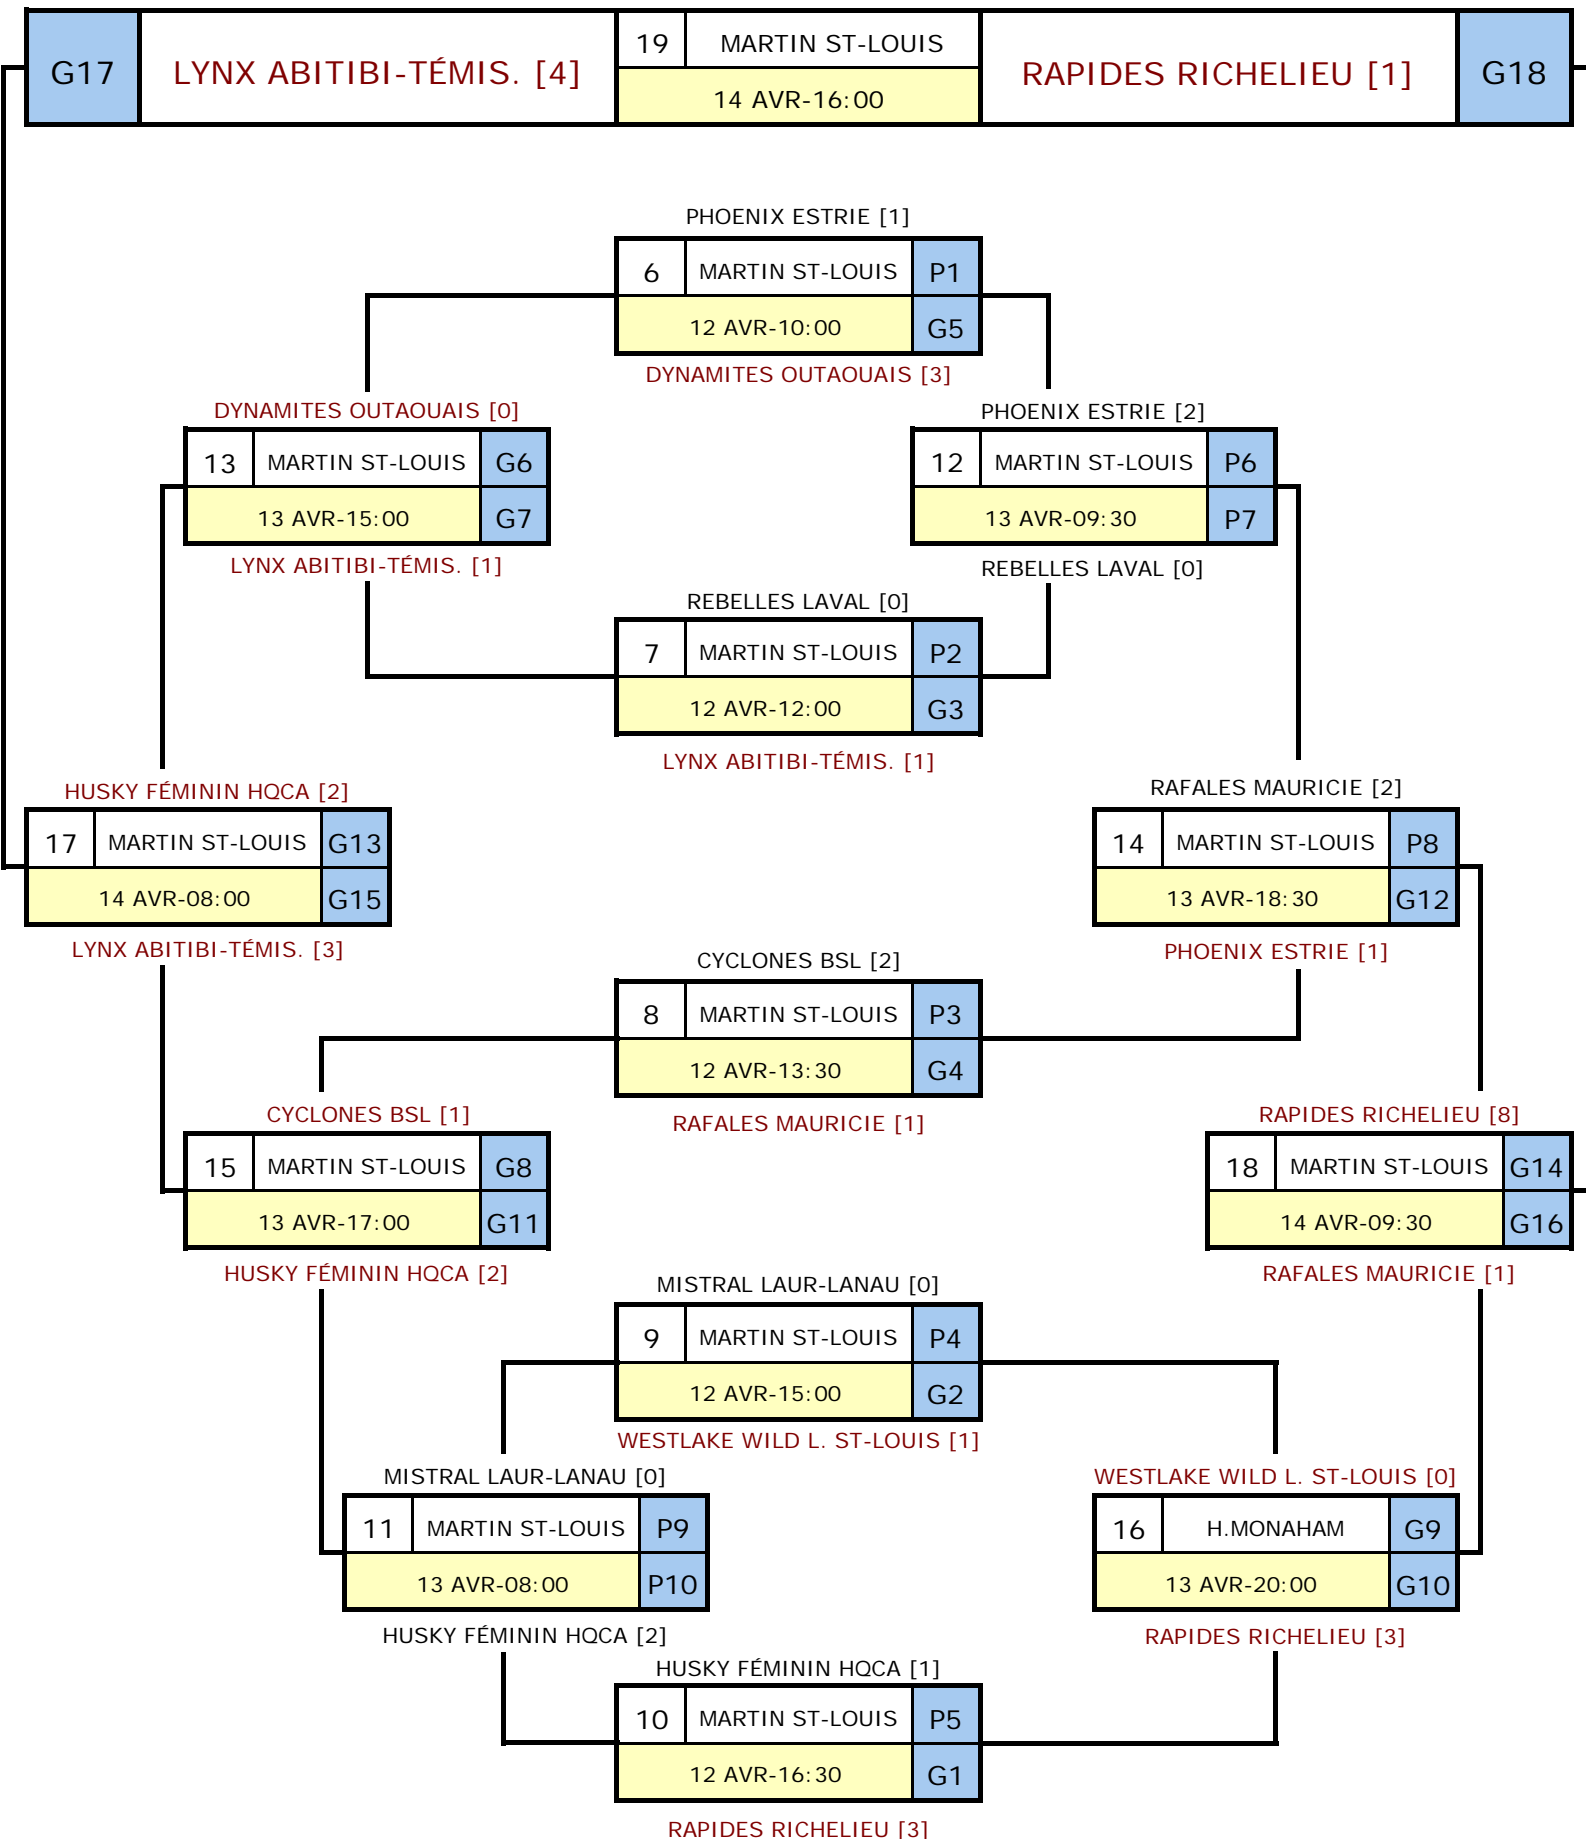 G17
LYNX ABITIBI-TÉMIS. [4]
19
MARTIN ST-LOUIS
14 AVR-16:00
RAPIDES RICHELIEU [1]
G18
PHOENIX ESTRIE [1]
6
MARTIN ST-LOUIS
P1
12 AVR-10:00
G5
DYNAMITES OUTAOUAIS [3]
DYNAMITES OUTAOUAIS [0]
13
MARTIN ST-LOUIS
G6
13 AVR-15:00
G7
LYNX ABITIBI-TÉMIS. [1]
PHOENIX ESTRIE [2]
12
MARTIN ST-LOUIS
P6
13 AVR-09:30
P7
REBELLES LAVAL [0]
REBELLES LAVAL [0]
7
MARTIN ST-LOUIS
P2
12 AVR-12:00
G3
LYNX ABITIBI-TÉMIS. [1]
HUSKY FÉMININ HQCA [2]
17
MARTIN ST-LOUIS
G13
14 AVR-08:00
G15
LYNX ABITIBI-TÉMIS. [3]
RAFALES MAURICIE [2]
14
MARTIN ST-LOUIS
P8
13 AVR-18:30
G12
PHOENIX ESTRIE [1]
CYCLONES BSL [2]
8
MARTIN ST-LOUIS
P3
12 AVR-13:30
G4
RAFALES MAURICIE [1]
CYCLONES BSL [1]
15
MARTIN ST-LOUIS
G8
13 AVR-17:00
G11
HUSKY FÉMININ HQCA [2]
RAPIDES RICHELIEU [8]
18
MARTIN ST-LOUIS
G14
14 AVR-09:30
G16
RAFALES MAURICIE [1]
MISTRAL LAUR-LANAU [0]
9
MARTIN ST-LOUIS
P4
12 AVR-15:00
G2
WESTLAKE WILD L. ST-LOUIS [1]
MISTRAL LAUR-LANAU [0]
11
MARTIN ST-LOUIS
P9
13 AVR-08:00
P10
HUSKY FÉMININ HQCA [2]
WESTLAKE WILD L. ST-LOUIS [0]
16
H.MONAHAM
G9
13 AVR-20:00
G10
RAPIDES RICHELIEU [3]
HUSKY FÉMININ HQCA [1]
10
MARTIN ST-LOUIS
P5
12 AVR-16:30
G1
RAPIDES RICHELIEU [3]